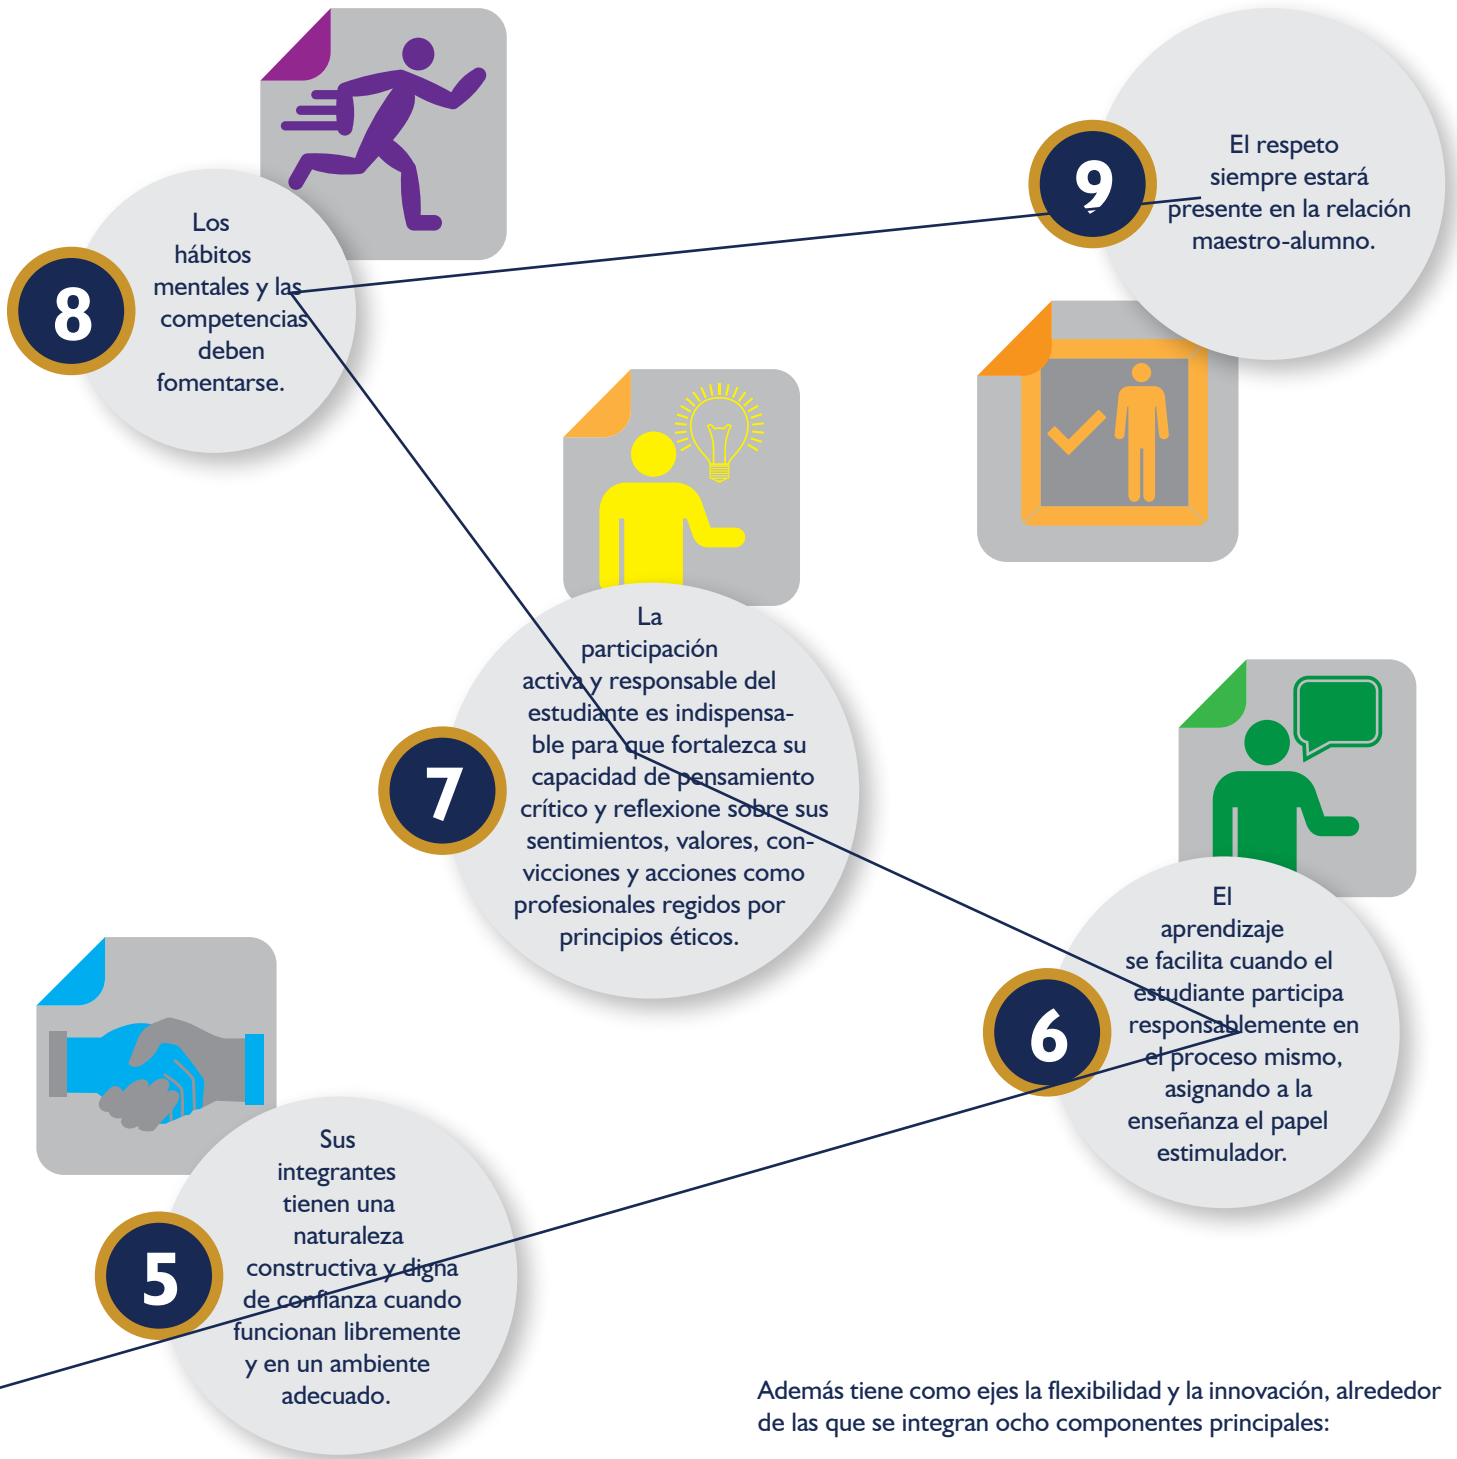 8
Los
hábitos
mentales y las
competencias
deben
fomentarse.
9
El respeto
siempre estará
presente en la relación
maestro-alumno.
7
La
participación
activa y responsable del
estudiante es indispensa-
ble para que fortalezca su
capacidad de pensamiento
crítico y reflexione sobre sus
sentimientos, valores, con-
vicciones y acciones como
profesionales regidos por
principios éticos.
6
El
aprendizaje
se facilita cuando el
estudiante participa
responsablemente en
el proceso mismo,
asignando a la
enseñanza el papel
estimulador.
5
Sus
integrantes
tienen una
naturaleza
constructiva y digna
de confianza cuando
funcionan libremente
y en un ambiente
adecuado.
Además tiene como ejes la flexibilidad y la innovación, alrededor
de las que se integran ocho componentes principales: